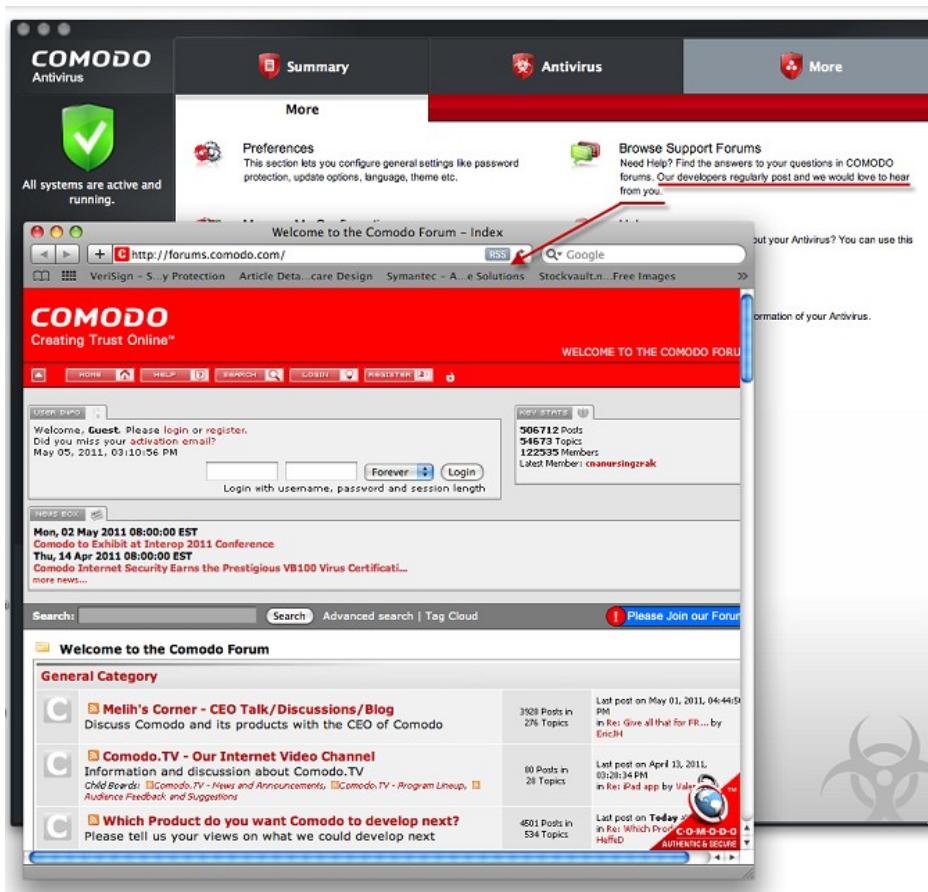 COMODO
Antivirus
Summary
Antivirus
More
All systems are active and
running.
More
Preferences
This section lets you configure general settings like password
protection, update options, language, theme etc.
Browse Support Forums
Need Help? Find the answers to your questions in COMODO
forums. Our developers regularly post and we would love to hear
from you.
out your Antivirus? You can use this
ormation of your Antivirus.
Welcome to the Comodo Forum – Index
http://forums.comodo.com/
RSS
Google
VeriSign – S...y Protection
Article Deta...care Design
Symantec – A...e Solutions
Stockvault.n...Free Images
COMODO
Creating Trust Online™
WELCOME TO THE COMODO FORU
HOME
HELP
SEARCH
LOGIN
REGISTER
USER INFO
Welcome, Guest. Please login or register.
Did you miss your activation email?
May 05, 2011, 03:10:56 PM
Forever
Login
Login with username, password and session length
KEY STATS
506712 Posts
54673 Topics
122535 Members
Latest Member: cnanursingzrak
NEWS BOX
Mon, 02 May 2011 08:00:00 EST
Comodo to Exhibit at Interop 2011 Conference
Thu, 14 Apr 2011 08:00:00 EST
Comodo Internet Security Earns the Prestigious VB100 Virus Certificati...
more news...
Search:
Search
Advanced search | Tag Cloud
Please Join our Forum
Welcome to the Comodo Forum
General Category
Melih's Corner - CEO Talk/Discussions/Blog
Discuss Comodo and its products with the CEO of Comodo
3928 Posts in
276 Topics
Last post on May 01, 2011, 04:44:50
PM
in Re: Give all that for FR... by
EricJH
Comodo.TV - Our Internet Video Channel
Information and discussion about Comodo.TV
Child Boards: Comodo.TV - News and Announcements, Comodo.TV - Program Lineup,
Audience Feedback and Suggestions
80 Posts in
28 Topics
Last post on April 13, 2011,
03:28:34 PM
in Re: iPad app by
Which Product do you want Comodo to develop next?
Please tell us your views on what we could develop next
4501 Posts in
534 Topics
Last post on Today
in Re: Which
HeffeD
C·O·M·O·D·O
AUTHENTIC & SECURE
TM